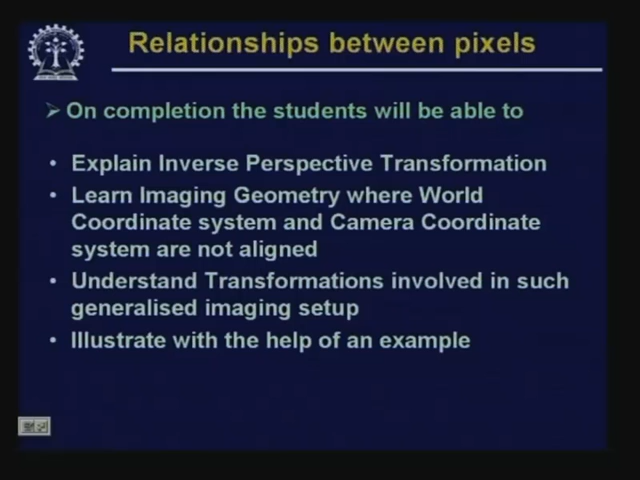 Relationships between pixels
➢ On completion the students will be able to
• Explain Inverse Perspective Transformation
• Learn Imaging Geometry where World
Coordinate system and Camera Coordinate
system are not aligned
• Understand Transformations involved in such
generalised imaging setup
• Illustrate with the help of an example